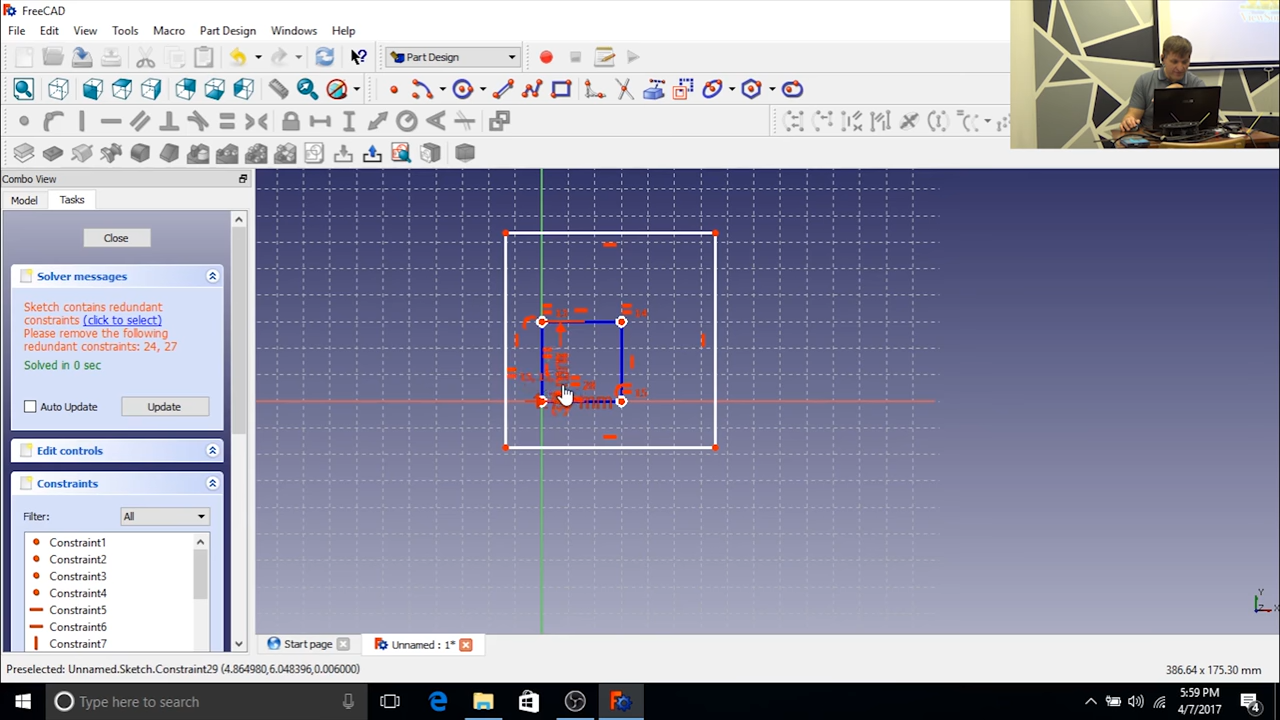 FreeCAD
File Edit View Tools Macro Part Design Windows Help
Part Design
Combo View
Model Tasks
Close
Solver messages
Sketch contains redundant
constraints (click to select)
Please remove the following
redundant constraints: 24, 27
Solved in 0 sec
Auto Update Update
Edit controls
Constraints
Filter: All
Constraint1
Constraint2
Constraint3
Constraint4
Constraint5
Constraint6
Constraint7
Start page Unnamed : 1*
Preselected: Unnamed.Sketch.Constraint29 (4.864980,6.048396,0.006000) 386.64 x 175.30 mm
Type here to search
5:59 PM
4/7/2017
4